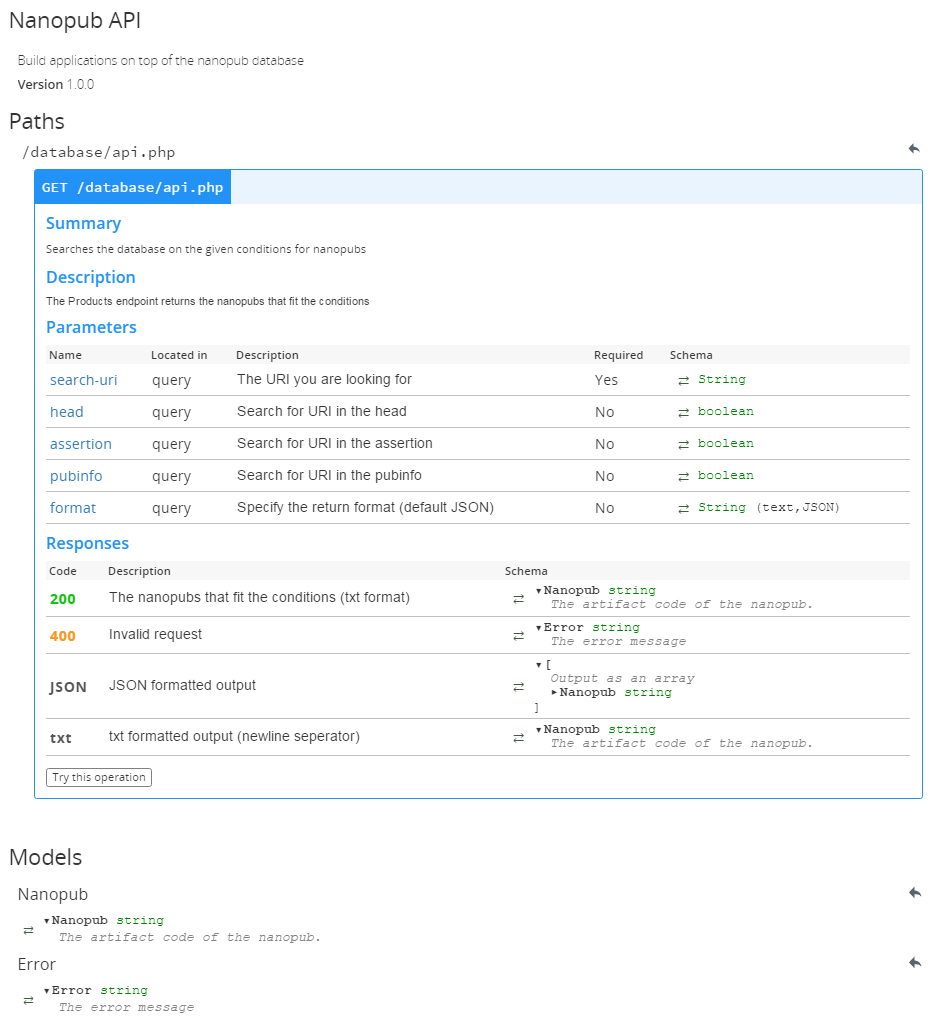 Nanopub API
Build applications on top of the nanopub database
Version 1.0.0
Paths
/database/api.php
GET /database/api.php
Summary
Searches the database on the given conditions for nanopubs
Description
The Products endpoint returns the nanopubs that fit the conditions
Parameters
Name Located in Description Required Schema
search-uri query The URI you are looking for Yes ⇄ String
head query Search for URI in the head No ⇄ boolean
assertion query Search for URI in the assertion No ⇄ boolean
pubinfo query Search for URI in the pubinfo No ⇄ boolean
format query Specify the return format (default JSON) No ⇄ String (text,JSON)
Responses
Code Description Schema
200 The nanopubs that fit the conditions (txt format) ⇄ ▾Nanopub string
The artifact code of the nanopub.
400 Invalid request ⇄ ▾Error string
The error message
JSON JSON formatted output ⇄ ▾[
Output as an array
▸Nanopub string
]
txt txt formatted output (newline seperator) ⇄ ▾Nanopub string
The artifact code of the nanopub.
Try this operation
Models
Nanopub
⇄ ▾Nanopub string
The artifact code of the nanopub.
Error
⇄ ▾Error string
The error message